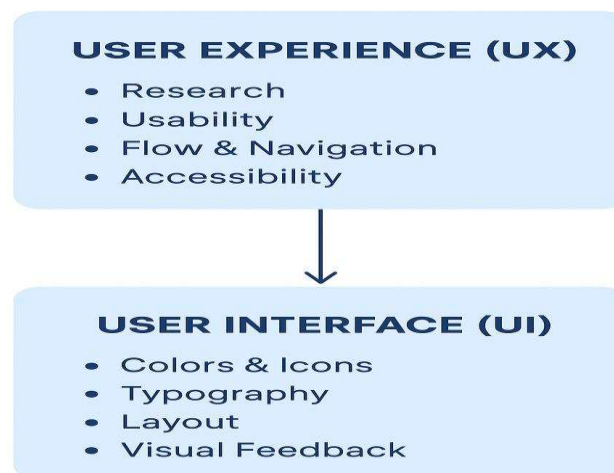 USER EXPERIENCE (UX)
• Research
• Usability
• Flow & Navigation
• Accessibility
USER INTERFACE (UI)
• Colors & Icons
• Typography
• Layout
• Visual Feedback